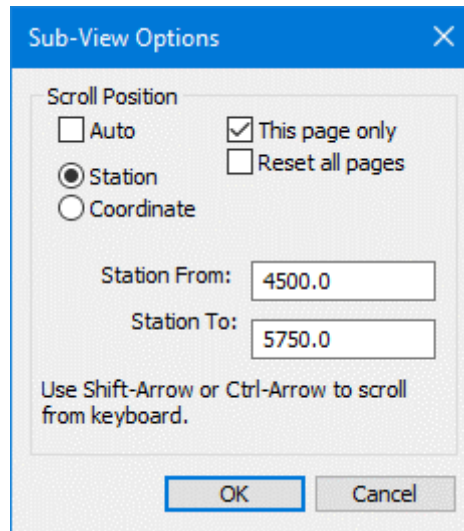 Sub-View Options
Scroll Position
Auto
This page only
Reset all pages
Station
Coordinate
Station From: 4500.0
Station To: 5750.0
Use Shift-Arrow or Ctrl-Arrow to scroll
from keyboard.
OK Cancel